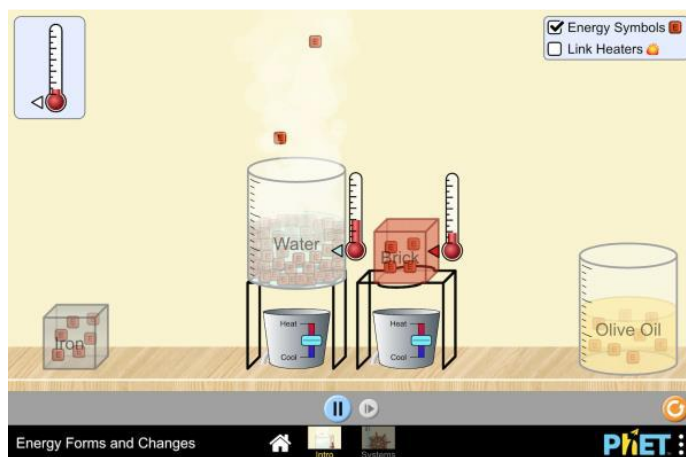 Energy Symbols E
Link Heaters
E
E
Water
Brick
Iron
Olive Oil
Heat
Cool
Heat
Cool
Energy Forms and Changes
Intro
Systems
PhET